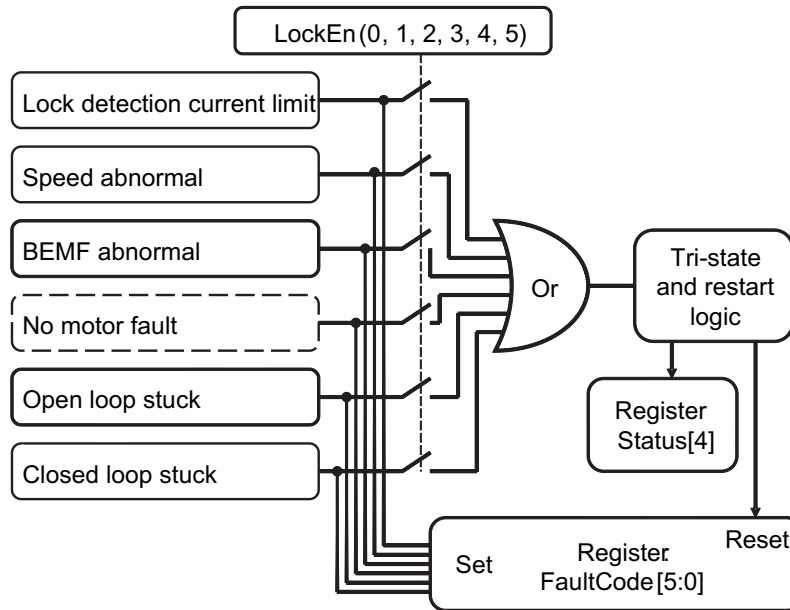 LockEn(0, 1, 2, 3, 4, 5)
Lock detection current limit
Speed abnormal
BEMF abnormal
No motor fault
Open loop stuck
Closed loop stuck
Or
Tri-state
and restart
logic
Register
Status[4]
Reset
Set
Register
FaultCode[5:0]